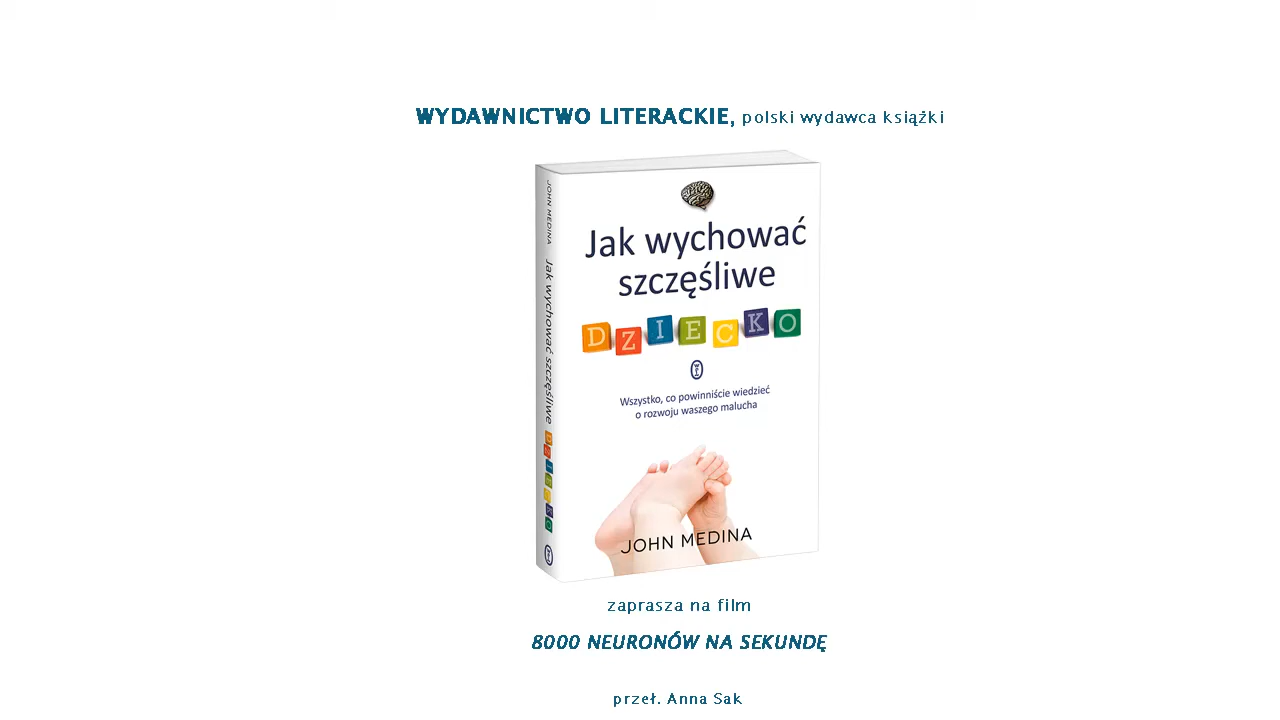 WYDAWNICTWO LITERACKIE, polski wydawca książki
JOHN MEDINA Jak wychować szczęśliwe DZIECKO
Jak wychować
szczęśliwe
DZIECKO
Wszystko, co powinniście wiedzieć
o rozwoju waszego malucha
JOHN MEDINA
zaprasza na film
8000 NEURONÓW NA SEKUNDĘ
przeł. Anna Sak